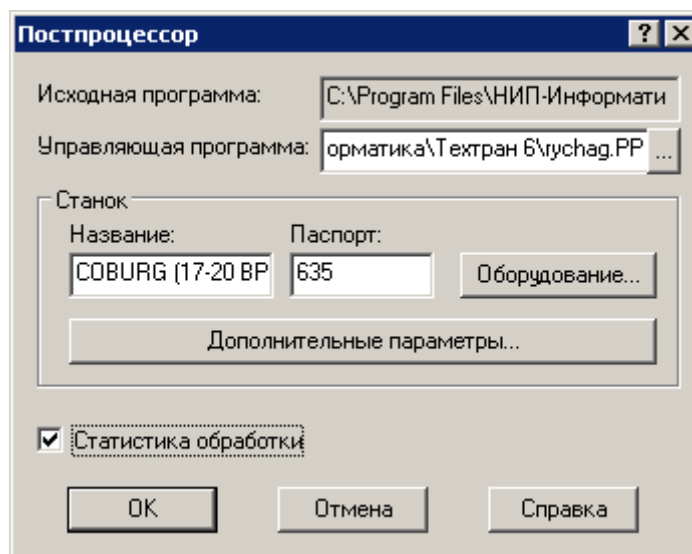 Постпроцессор
Исходная программа: C:\Program Files\НИП-Информати
Управляющая программа: орматика\Техтран 6\rychag.PP ...
Станок
Название: Паспорт:
COBURG (17-20 BP 635 Оборудование...
Дополнительные параметры...
Статистика обработки
OK Отмена Справка